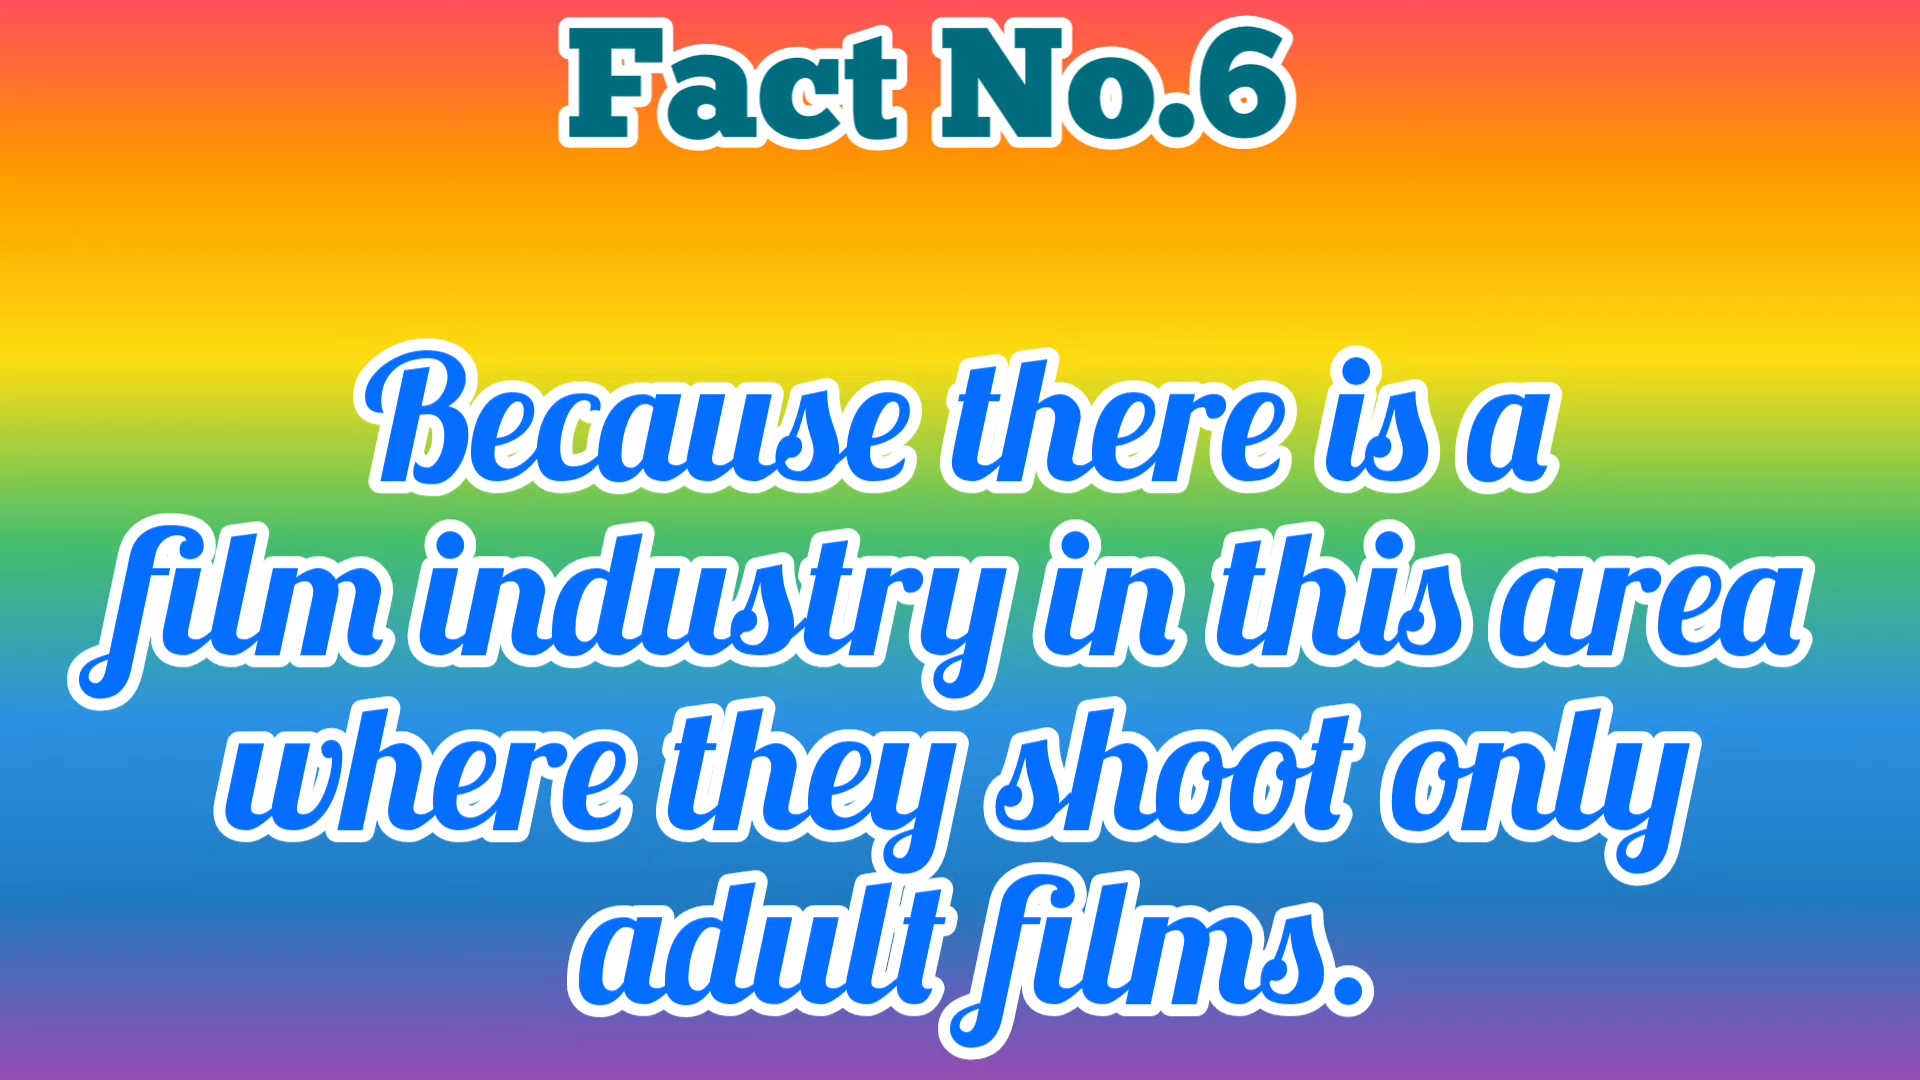 Fact No.6
Because there is a
film industry in this area
where they shoot only
adult films.